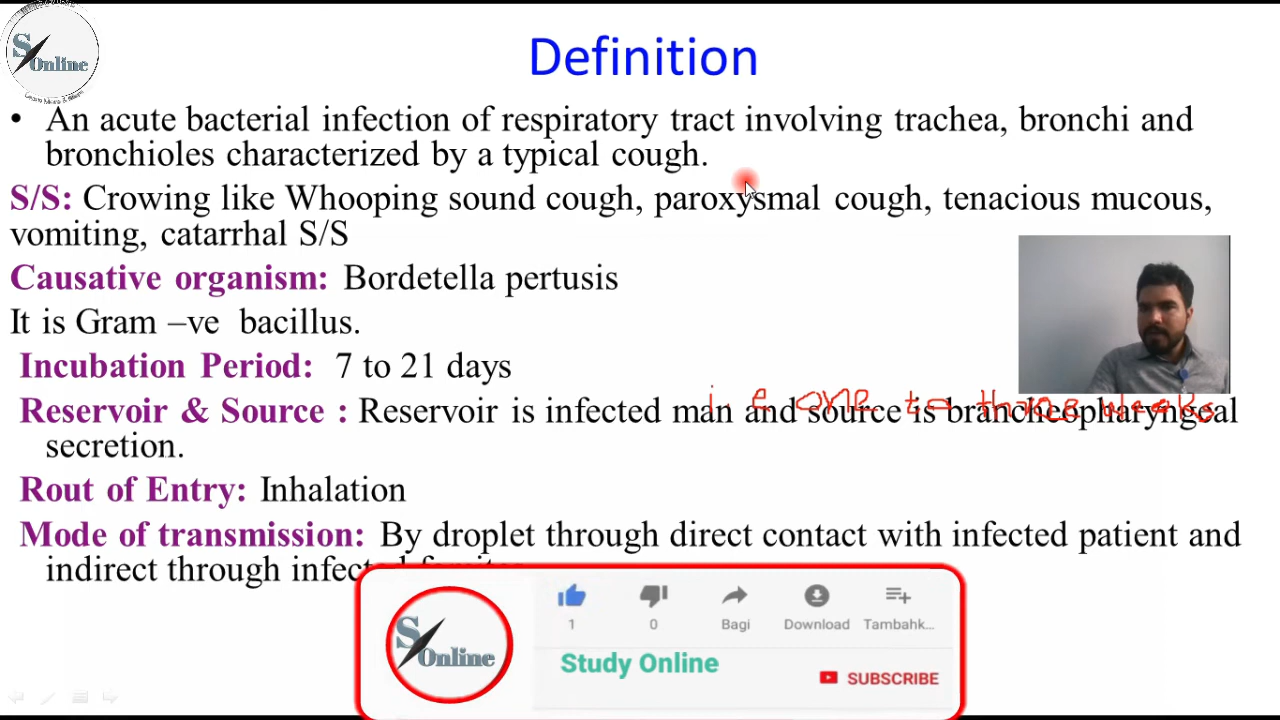 S
Online
Definition
• An acute bacterial infection of respiratory tract involving trachea, bronchi and
bronchioles characterized by a typical cough.
S/S: Crowing like Whooping sound cough, paroxysmal cough, tenacious mucous,
vomiting, catarrhal S/S
Causative organism: Bordetella pertusis
It is Gram –ve bacillus.
Incubation Period: 7 to 21 days
i.e one to three weeks
Reservoir & Source : Reservoir is infected man and source is brancheopharyngeal
secretion.
Rout of Entry: Inhalation
Mode of transmission: By droplet through direct contact with infected patient and
indirect through infected
1 0 Bagi Download Tambahk...
S
Online
Study Online
SUBSCRIBE